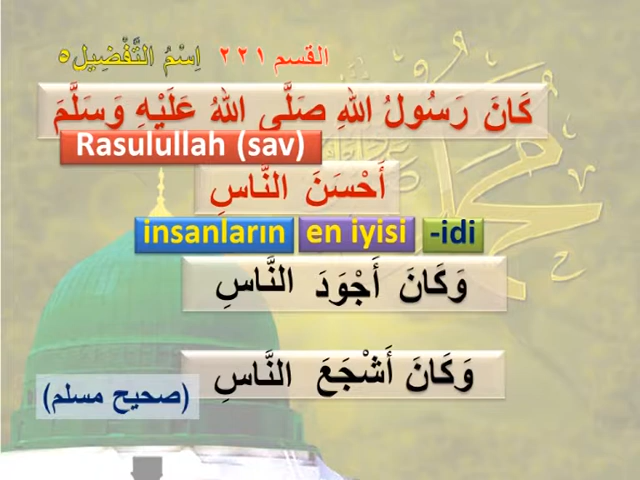 القسم ٢٢١ اِسْمُ التَّفْضِيل٥
كَانَ رَسُولُ اللهِ صَلَّى اللهُ عَلَيْهِ وَسَلَّمَ
Rasulullah (sav)
أَحْسَنَ النَّاسِ
insanların en iyisi -idi
وَكَانَ أَجْوَدَ النَّاسِ
وَكَانَ أَشْجَعَ النَّاسِ
(صحيح مسلم)